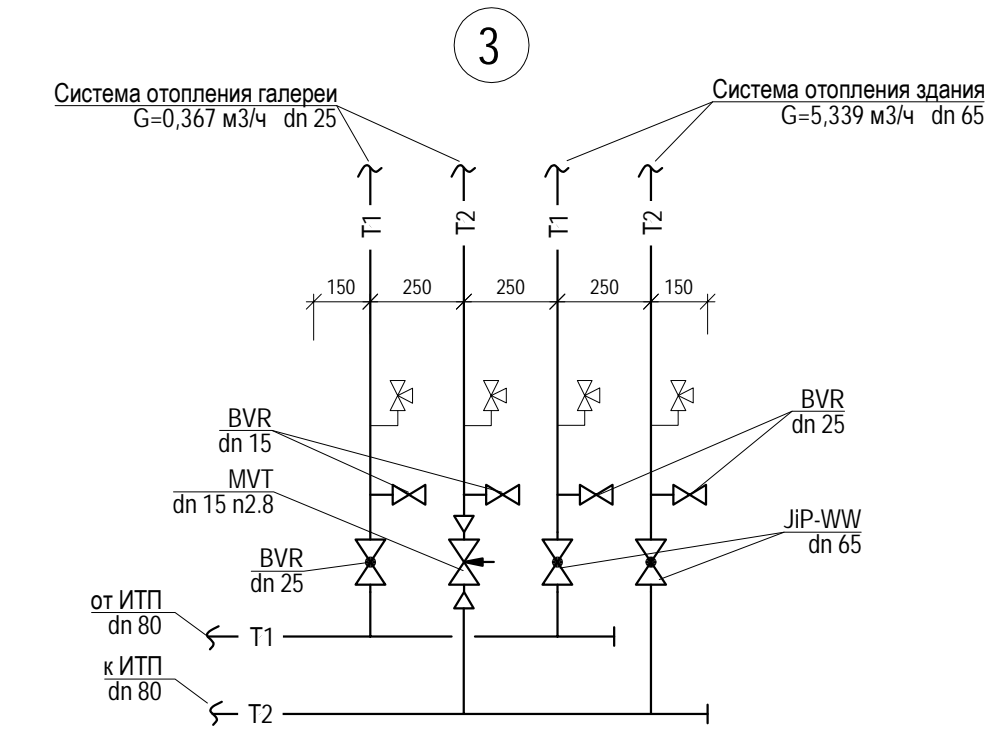 3
Система отопления галереи
G=0,367 м3/ч dn 25
Система отопления здания
G=5,339 м3/ч dn 65
T1
T2
T1
T2
150
250
250
250
150
BVR
dn 15
MVT
dn 15 n2.8
BVR
dn 25
BVR
dn 25
JiP-WW
dn 65
от ИТП
dn 80
T1
к ИТП
dn 80
T2